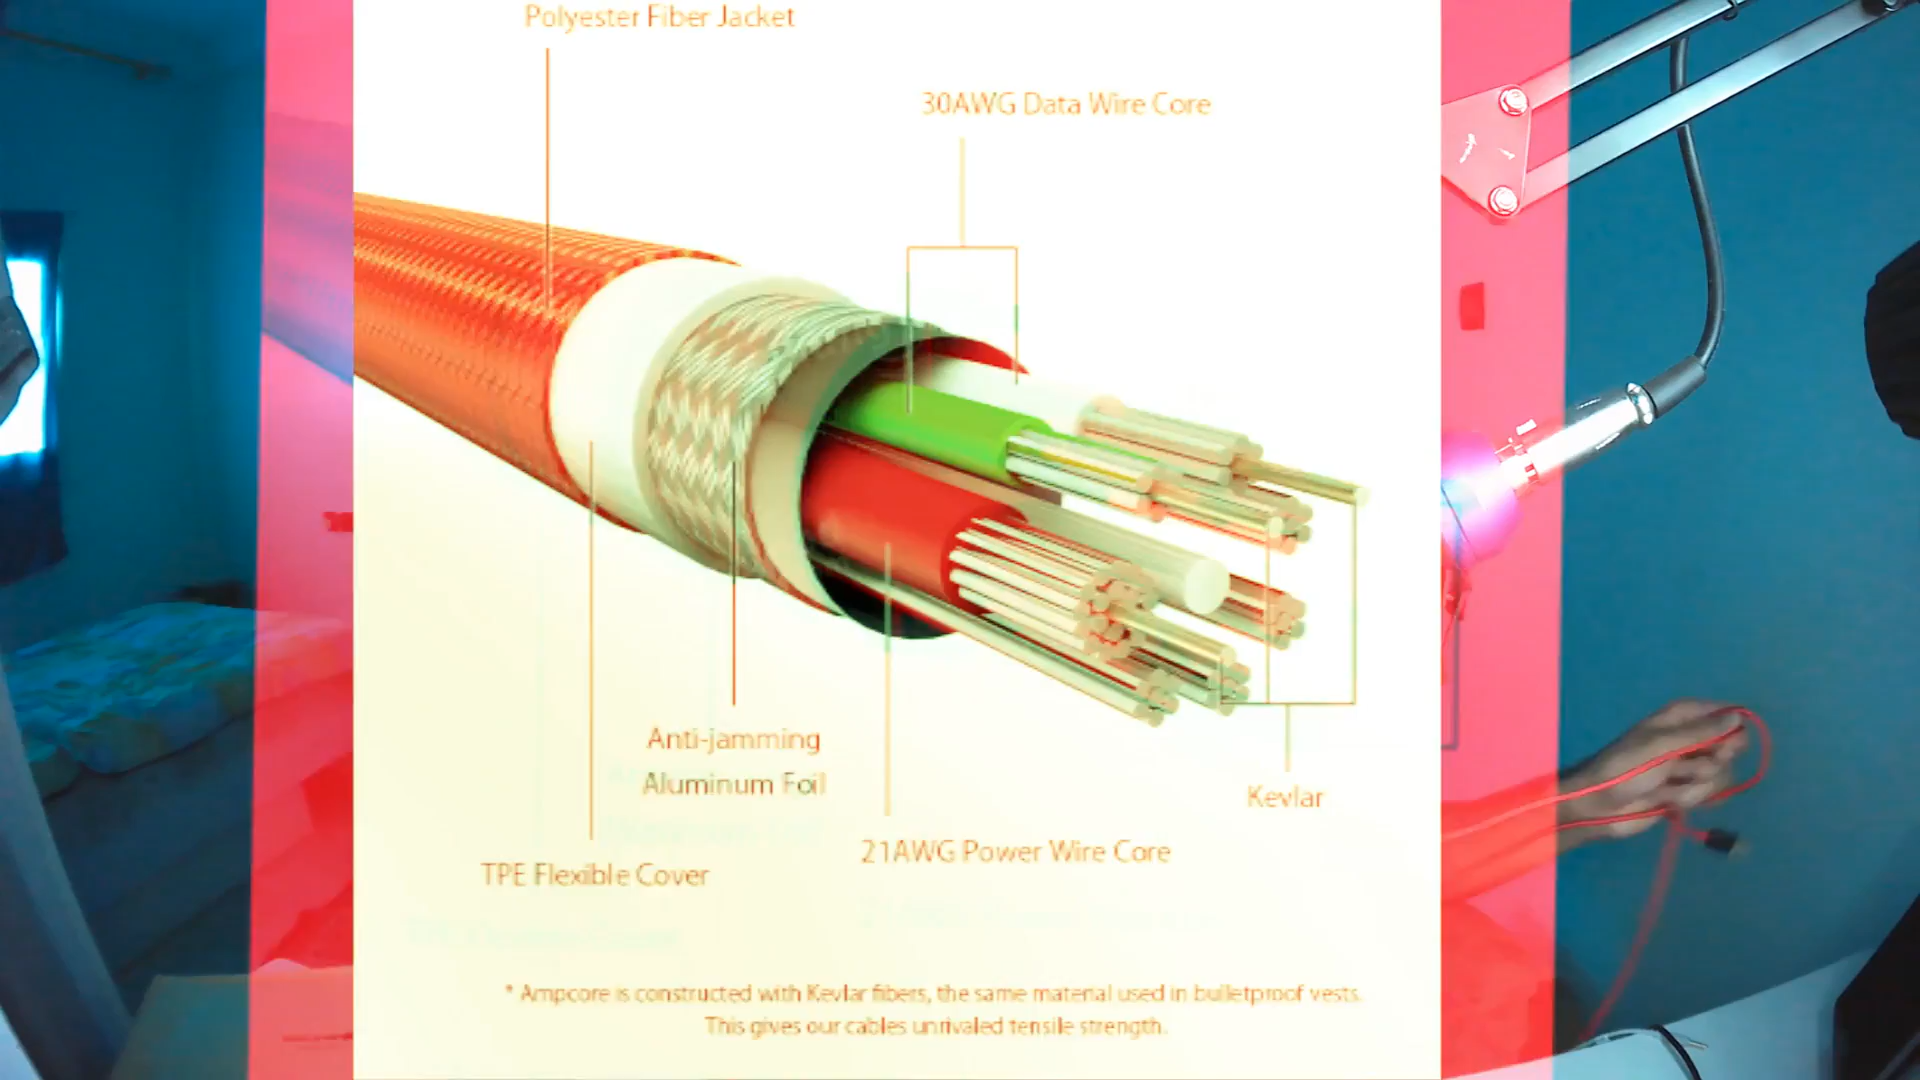 Polyester Fiber Jacket
30AWG Data Wire Core
Anti-jamming
Aluminum Foil
Kevlar
21AWG Power Wire Core
TPE Flexible Cover
* Ampcore is constructed with Kevlar fibers, the same material used in bulletproof vests.
This gives our cables unrivaled tensile strength.